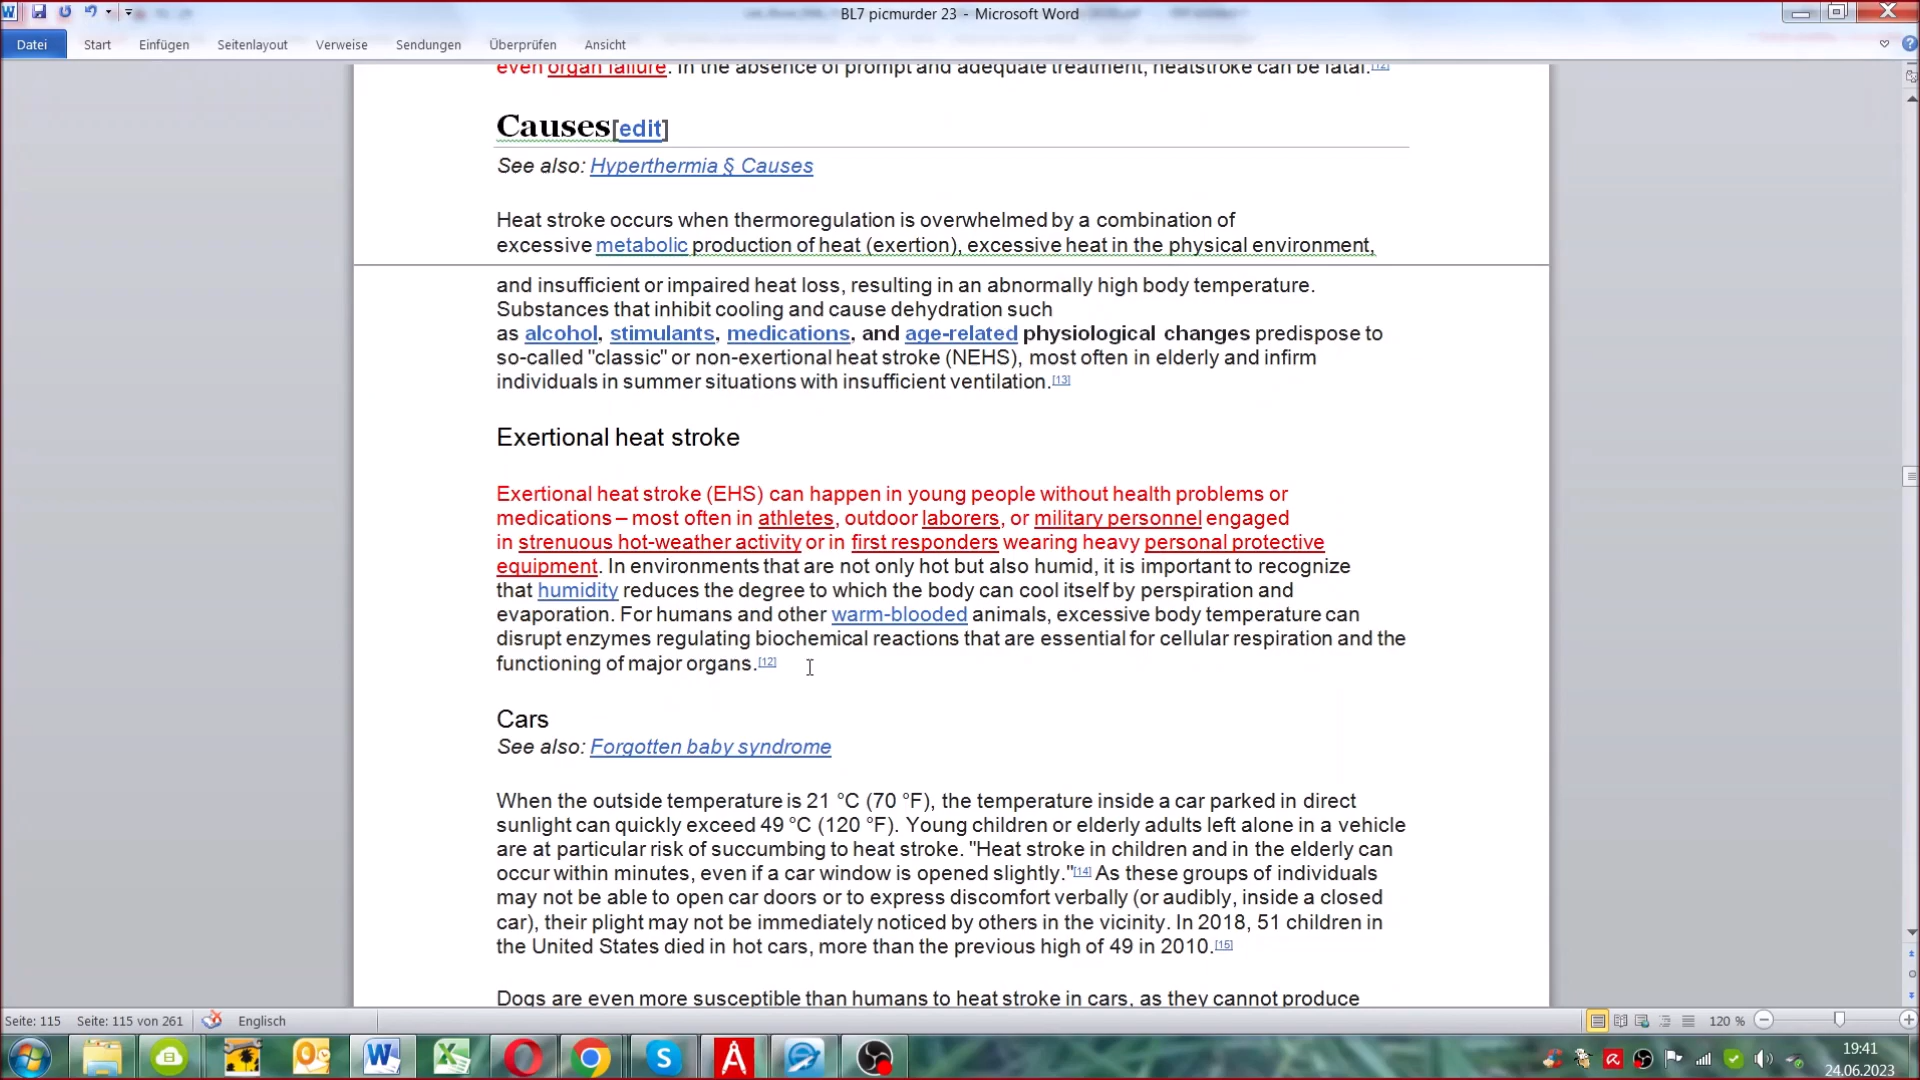 BL7 picmurder 23 - Microsoft Word
Datei Start Einfügen Seitenlayout Verweise Sendungen Überprüfen Ansicht
even organ failure. In the absence of prompt and adequate treatment, heatstroke can be fatal.[12]
Causes[edit]
See also: Hyperthermia § Causes
Heat stroke occurs when thermoregulation is overwhelmed by a combination of
excessive metabolic production of heat (exertion), excessive heat in the physical environment,
and insufficient or impaired heat loss, resulting in an abnormally high body temperature.
Substances that inhibit cooling and cause dehydration such
as alcohol, stimulants, medications, and age-related physiological changes predispose to
so-called "classic" or non-exertional heat stroke (NEHS), most often in elderly and infirm
individuals in summer situations with insufficient ventilation.[13]
Exertional heat stroke
Exertional heat stroke (EHS) can happen in young people without health problems or
medications – most often in athletes, outdoor laborers, or military personnel engaged
in strenuous hot-weather activity or in first responders wearing heavy personal protective
equipment. In environments that are not only hot but also humid, it is important to recognize
that humidity reduces the degree to which the body can cool itself by perspiration and
evaporation. For humans and other warm-blooded animals, excessive body temperature can
disrupt enzymes regulating biochemical reactions that are essential for cellular respiration and the
functioning of major organs.[12]
Cars
See also: Forgotten baby syndrome
When the outside temperature is 21 °C (70 °F), the temperature inside a car parked in direct
sunlight can quickly exceed 49 °C (120 °F). Young children or elderly adults left alone in a vehicle
are at particular risk of succumbing to heat stroke. "Heat stroke in children and in the elderly can
occur within minutes, even if a car window is opened slightly."[14] As these groups of individuals
may not be able to open car doors or to express discomfort verbally (or audibly, inside a closed
car), their plight may not be immediately noticed by others in the vicinity. In 2018, 51 children in
the United States died in hot cars, more than the previous high of 49 in 2010.[15]
Dogs are even more susceptible than humans to heat stroke in cars, as they cannot produce
Seite: 115 Seite: 115 von 261 Englisch 120 %
19:41
24.06.2023